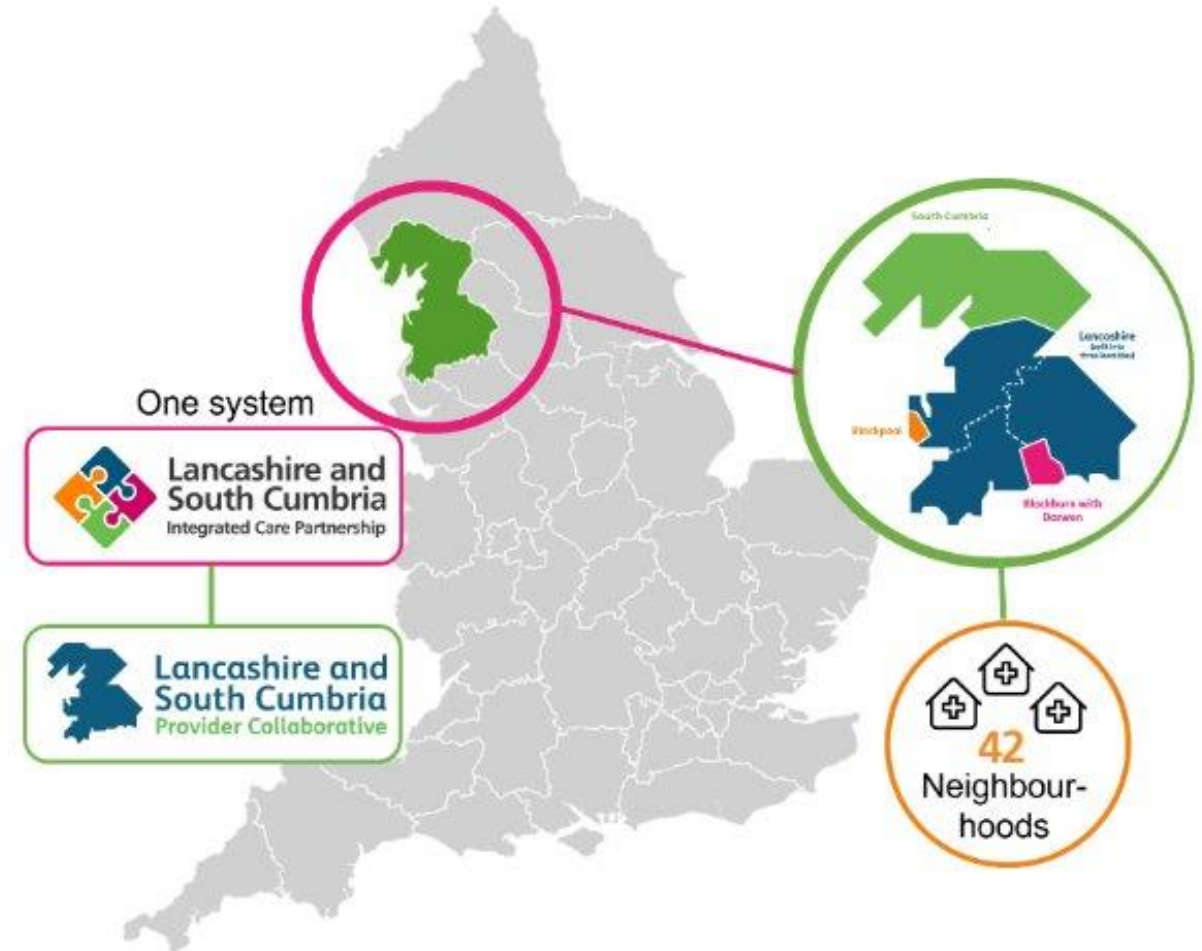 One system
Lancashire and
South Cumbria
Integrated Care Partnership
Lancashire and
South Cumbria
Provider Collaborative
South Cumbria
Lancashire
Blackpool
Blackburn with
Darwen
42
Neighbour-
hoods